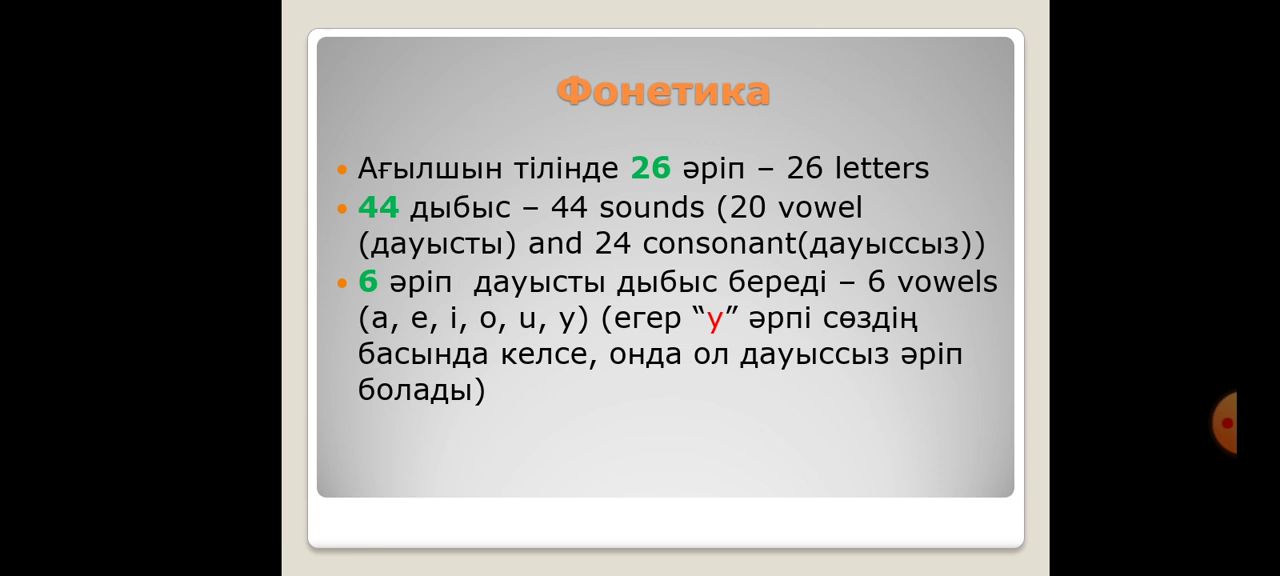 Фонетика
Ағылшын тілінде 26 әріп – 26 letters
44 дыбыс – 44 sounds (20 vowel
(дауысты) and 24 consonant(дауыссыз))
6 әріп  дауысты дыбыс береді – 6 vowels
(a, e, i, o, u, y) (егер “y” әрпі сөздің
басында келсе, онда ол дауыссыз әріп
болады)